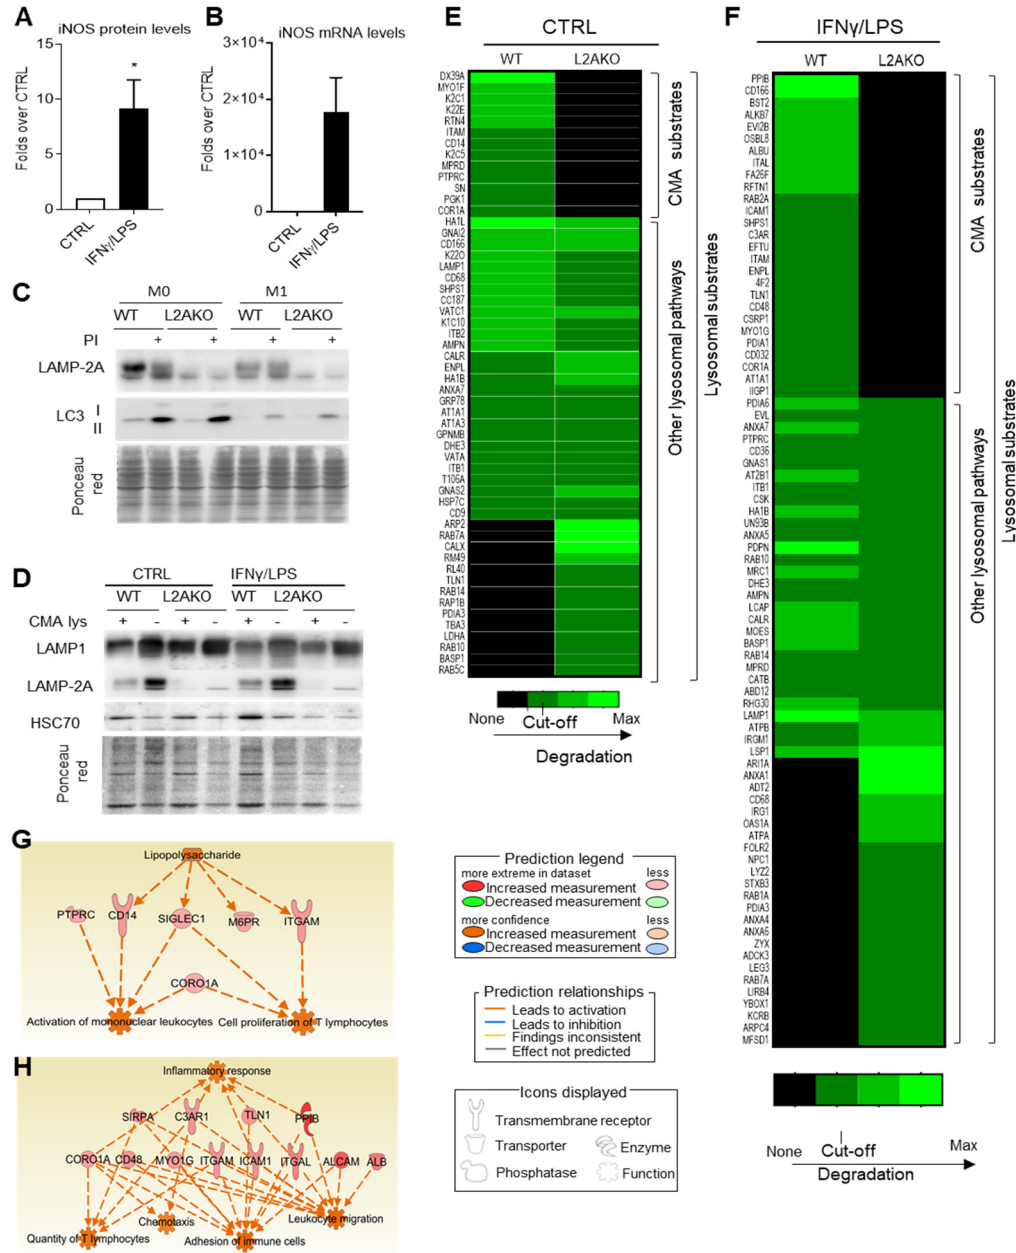 A
iNOS protein levels
Folds over CTRL
15
10
5
0
*
CTRL
IFNγ/LPS
B
iNOS mRNA levels
Folds over CTRL
3×10⁴
2×10⁴
1×10⁴
0
CTRL
IFNγ/LPS
C
M0 M1
WT L2AKO WT L2AKO
PI + + + +
LAMP-2A
LC3 I
II
Ponceau
red
D
CTRL IFNγ/LPS
WT L2AKO WT L2AKO
CMA lys + - + - + - + -
LAMP1
LAMP-2A
HSC70
Ponceau
red
E
CTRL
WT L2AKO
DX39A
MYO1F
K2C1
K22E
RTN4
ITAM
CD14
K2C5
MPRD
PTPRC
SN
PGK1
COR1A
HA1L
GNAI2
CD166
K22O
LAMP1
CD68
SHPS1
CC187
VATC1
K1C10
ITB2
AMPN
CALR
ENPL
HA1B
ANXA7
GRP78
AT1A1
AT1A3
GPNMB
DHE3
VATA
ITB1
T106A
GNAS2
HSP7C
CD9
ARP2
RAB7A
CALX
RM49
RL40
TLN1
RAB14
RAP1B
PDIA3
TBA3
LDHA
RAB10
BASP1
RAB5C
CMA substrates
Other lysosomal pathways
Lysosomal substrates
None Cut-off Max
Degradation
F
IFNγ/LPS
WT L2AKO
PPIB
CD166
BST2
ALKB7
EVI2B
OSBL8
ALBU
ITAL
FA26F
RFTN1
RAB2A
ICAM1
SHPS1
C3AR
EFTU
ITAM
ENPL
4F2
TLN1
CD48
CSRP1
MYO1G
PDIA1
CD032
COR1A
AT1A1
IIGP1
PDIA6
EVL
ANXA7
PTPRC
CD36
GNAS1
AT2B1
ITB1
CSK
HA1B
UN93B
ANXA5
PDPN
RAB10
MRC1
DHE3
AMPN
LCAP
CALR
MOES
BASP1
RAB14
MPRD
CATB
ABD12
RHG30
LAMP1
ATPB
IRGM1
LSP1
ARI1A
ANXA1
ADT2
CD68
IRG1
OAS1A
ATPA
FOLR2
NPC1
LYZ2
STXB3
RAB1A
PDIA3
ANXA4
ANXA6
ZYX
ADCK3
LEG3
RAB7A
LIRB4
YBOX1
KCRB
ARPC4
MFSD1
CMA substrates
Other lysosomal pathways
Lysosomal substrates
None Cut-off Max
Degradation
G
Lipopolysaccharide
PTPRC CD14 SIGLEC1 M6PR ITGAM
CORO1A
Activation of mononuclear leukocytes Cell proliferation of T lymphocytes
H
Inflammatory response
SIRPA C3AR1 TLN1 PPIB
CORO1A CD48 MYO1G ITGAM ICAM1 ITGAL ALCAM ALB
Chemotaxis Leukocyte migration
Quantity of T lymphocytes Adhesion of immune cells
Prediction legend
more extreme in dataset less
Increased measurement
Decreased measurement
more confidence less
Increased measurement
Decreased measurement
Prediction relationships
Leads to activation
Leads to inhibition
Findings inconsistent
Effect not predicted
Icons displayed
Transmembrane receptor
Transporter Enzyme
Phosphatase Function